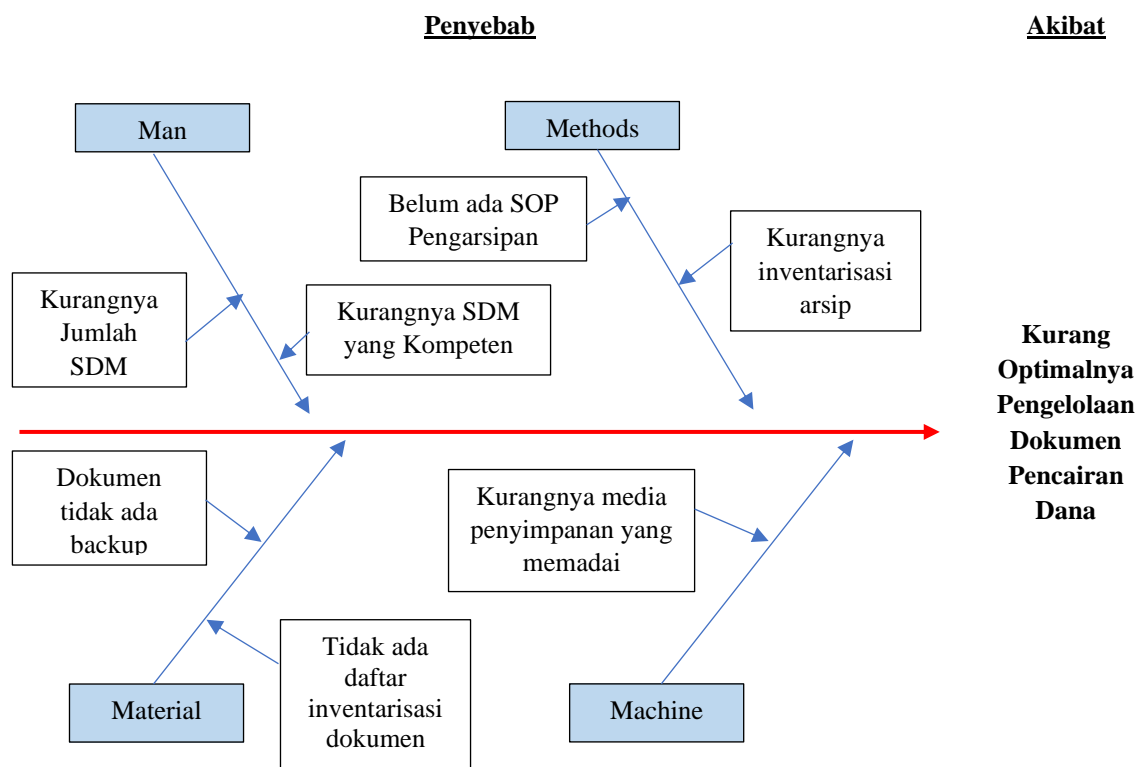 Penyebab
Akibat
Man
Methods
Belum ada SOP
Pengarsipan
Kurangnya
inventarisasi
arsip
Kurangnya
Jumlah
SDM
Kurangnya SDM
yang Kompeten
Kurang
Optimalnya
Pengelolaan
Dokumen
Pencairan
Dana
Dokumen
tidak ada
backup
Kurangnya media
penyimpanan yang
memadai
Tidak ada
daftar
inventarisasi
dokumen
Material
Machine